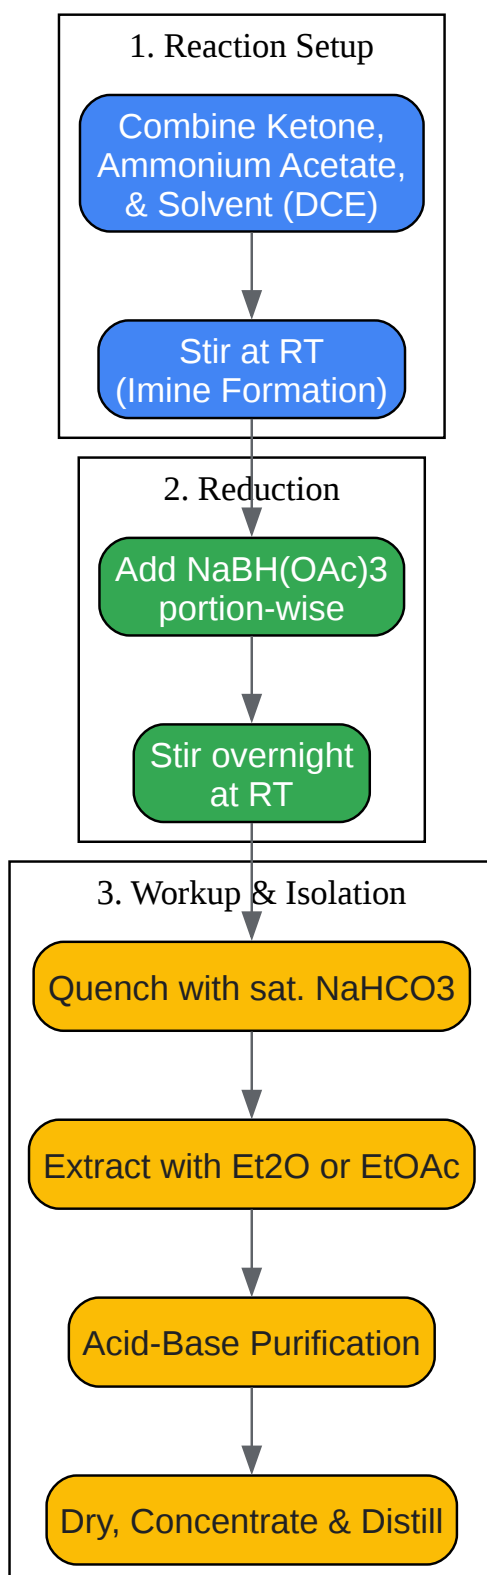 1. Reaction Setup
Combine Ketone,
Ammonium Acetate,
& Solvent (DCE)
Stir at RT
(Imine Formation)
2. Reduction
Add NaBH(OAc)3
portion-wise
Stir overnight
at RT
3. Workup & Isolation
Quench with sat. NaHCO3
Extract with Et2O or EtOAc
Acid-Base Purification
Dry, Concentrate & Distill